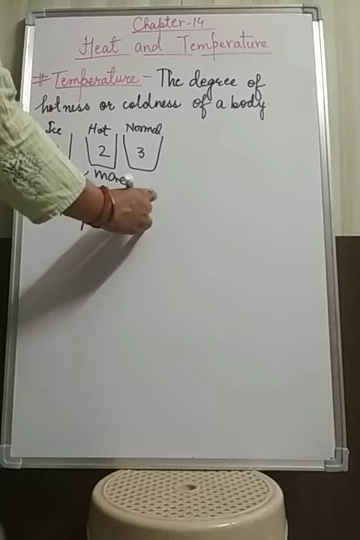 Chapter-14
Heat and Temperature
# Temperature - The degree of
hotness or coldness of a body.
Ice Hot Normal
2 3
more